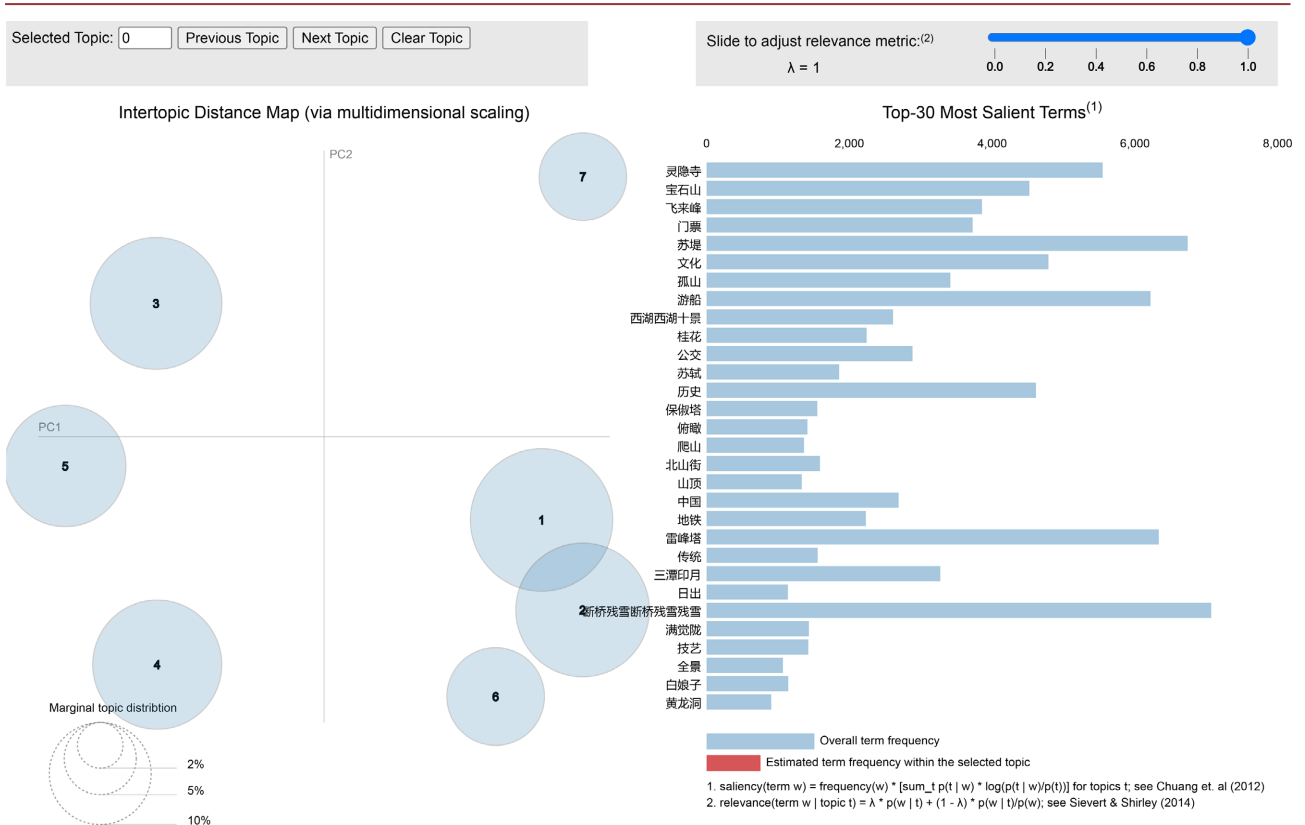 Selected Topic: 0 Previous Topic Next Topic Clear Topic
Slide to adjust relevance metric:(2)
λ = 1
0.0 0.2 0.4 0.6 0.8 1.0
Intertopic Distance Map (via multidimensional scaling)
PC2
PC1
7
3
5
1
2
4
6
Marginal topic distribtion
2%
5%
10%
Top-30 Most Salient Terms(1)
0 2,000 4,000 6,000 8,000
灵隐寺
宝石山
飞来峰
门票
苏堤
文化
孤山
游船
西湖西湖十景
桂花
公交
苏轼
历史
保俶塔
俯瞰
爬山
北山街
山顶
中国
地铁
雷峰塔
传统
三潭印月
日出
断桥残雪断桥残雪残雪
满觉陇
技艺
全景
白娘子
黄龙洞
Overall term frequency
Estimated term frequency within the selected topic
1. saliency(term w) = frequency(w) * [sum_t p(t | w) * log(p(t | w)/p(t))] for topics t; see Chuang et. al (2012)
2. relevance(term w | topic t) = λ * p(w | t) + (1 - λ) * p(w | t)/p(w); see Sievert & Shirley (2014)